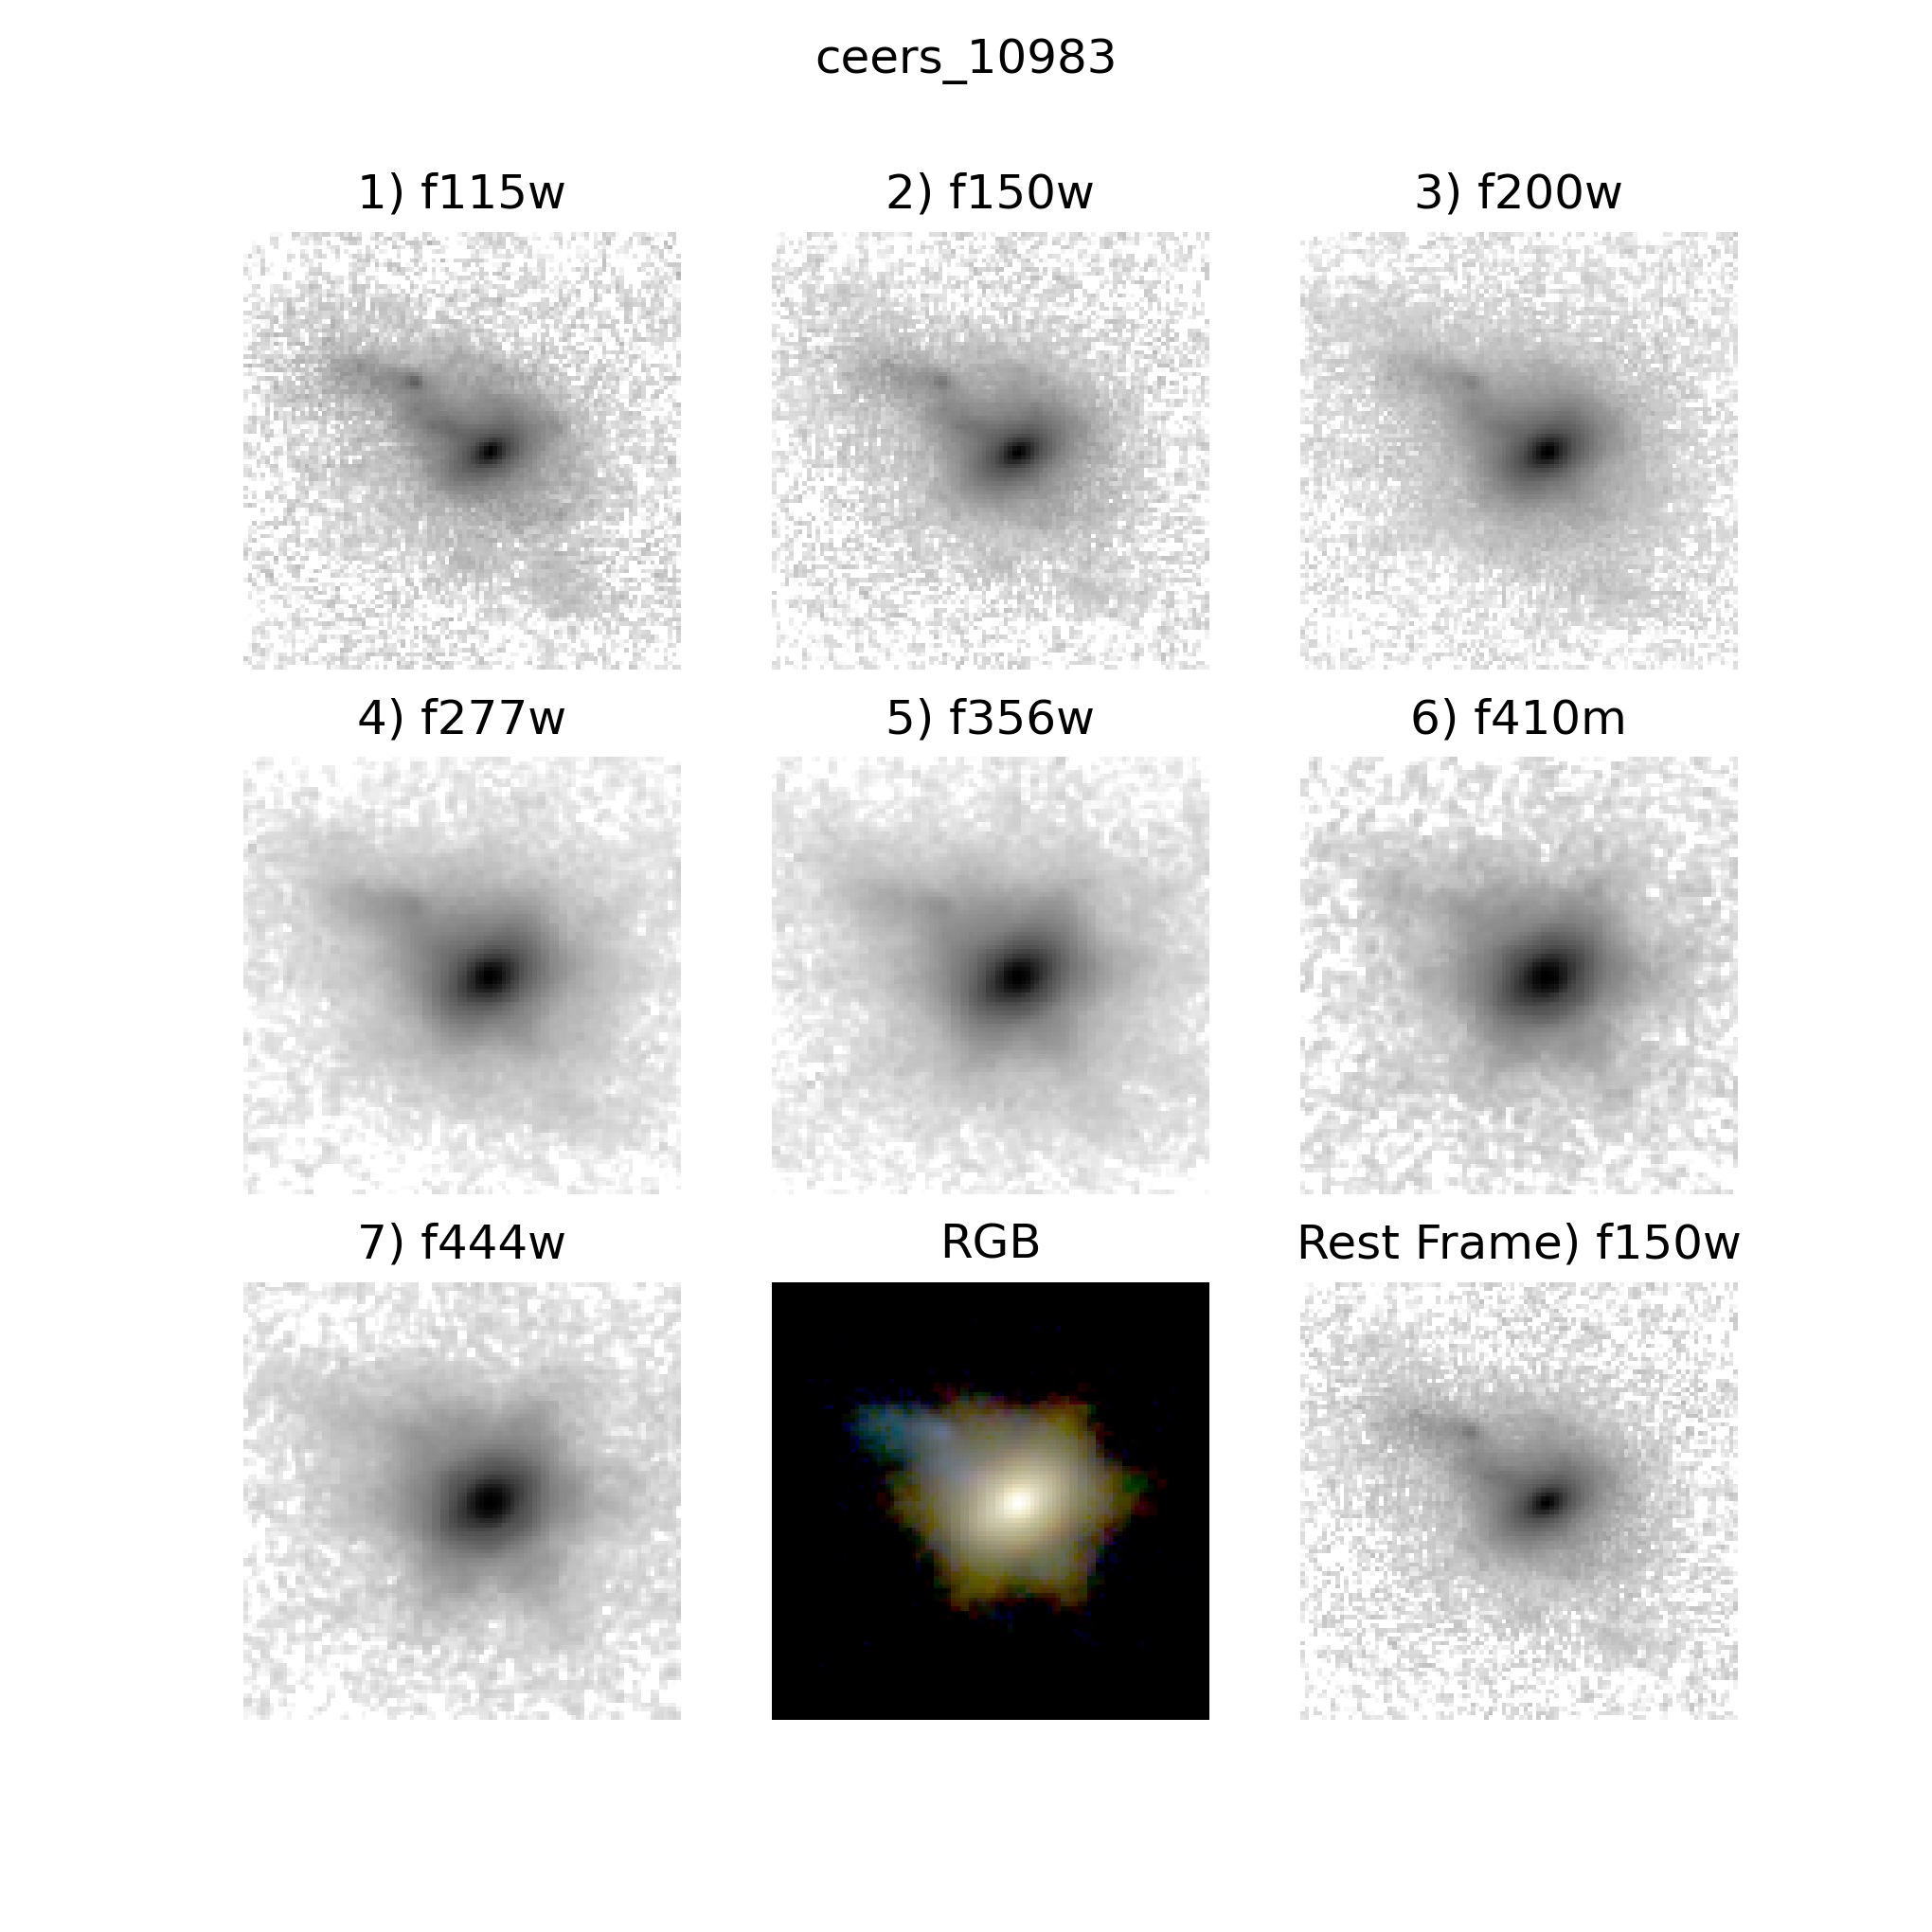 ceers_10983
1) f115w
2) f150w
3) f200w
4) f277w
5) f356w
6) f410m
7) f444w
RGB
Rest Frame) f150w